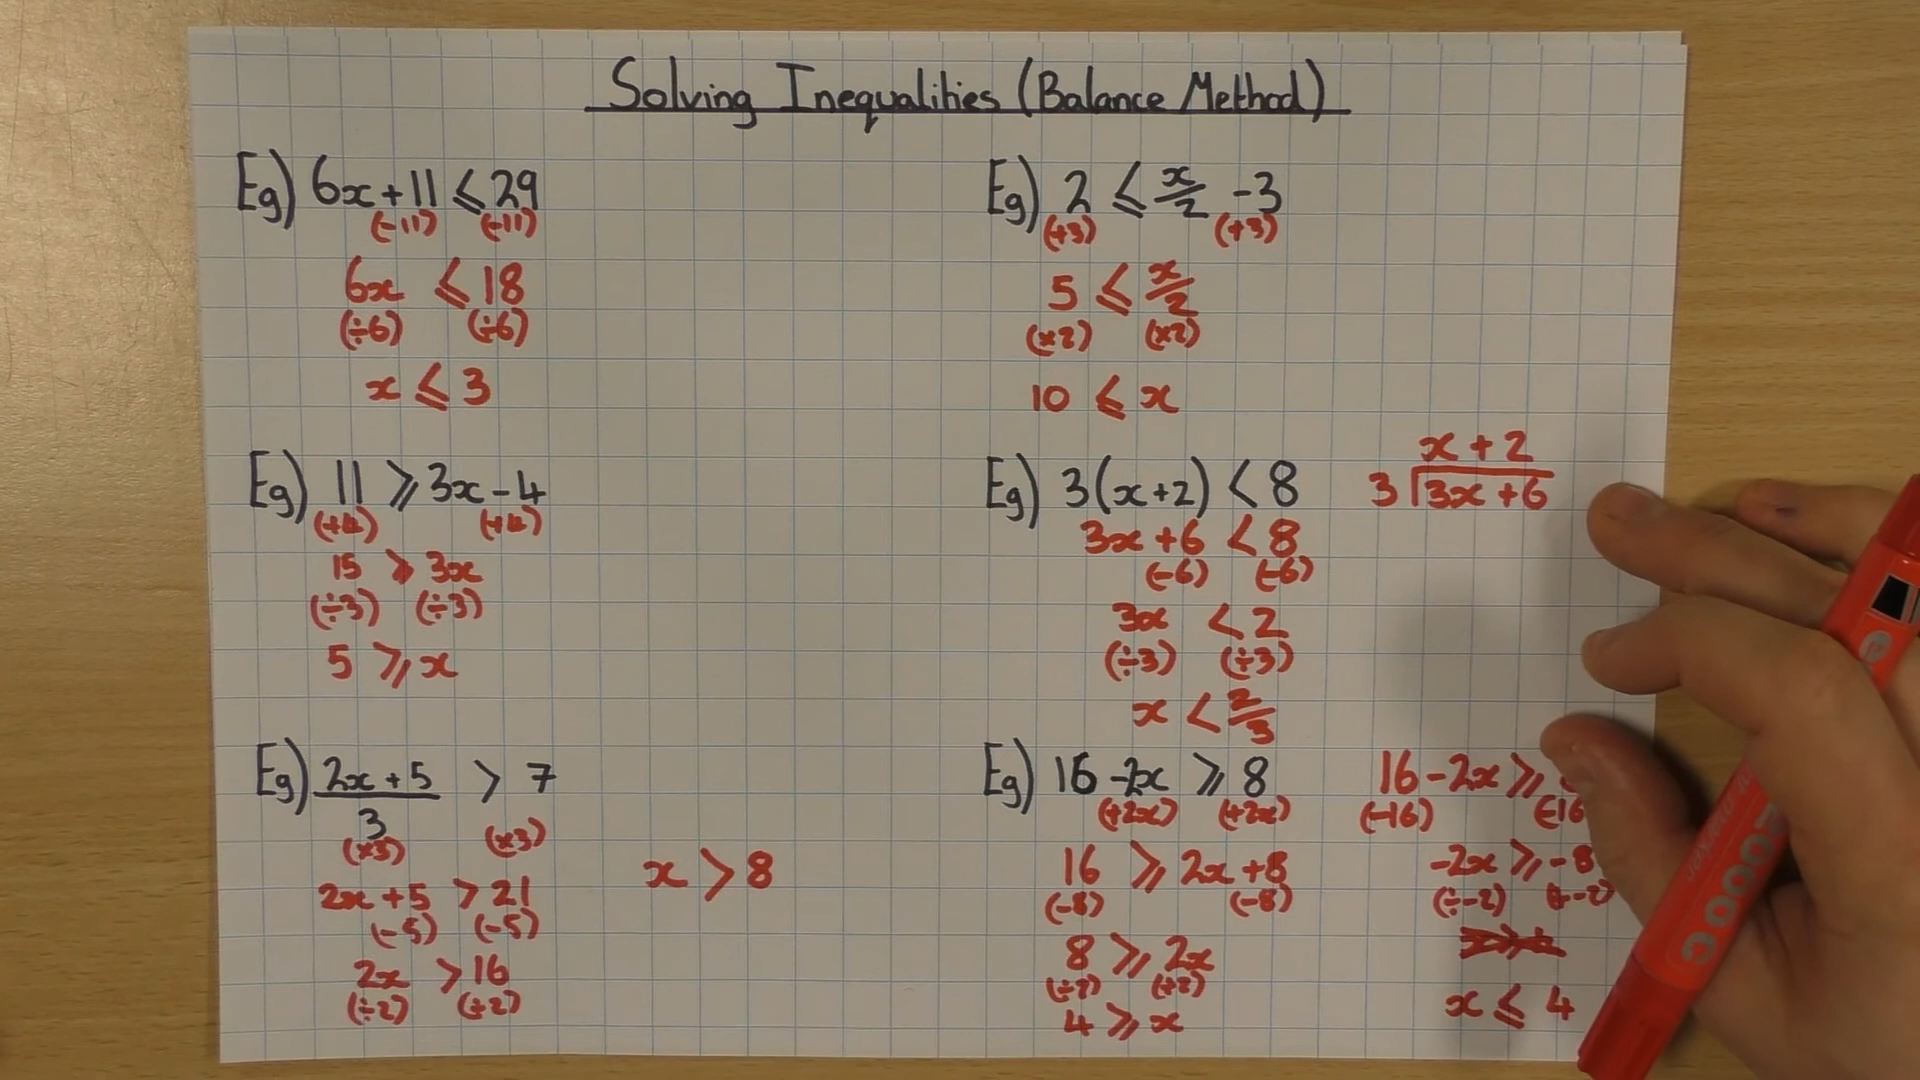 Solving Inequalities (Balance Method)
Eg) 6x+11 ⩽ 29
(-11) (-11)
6x ⩽ 18
(÷6) (÷6)
x ⩽ 3
Eg) 11 ⩾ 3x-4
(+4) (+4)
15 ⩾ 3x
(÷3) (÷3)
5 ⩾ x
Eg) 2x+5 > 7
3
(×3) (×3)
2x+5 > 21
(-5) (-5)
2x > 16
(÷2) (÷2)
x > 8
Eg) 2 ⩽ x/2 -3
(+3) (+3)
5 ⩽ x/2
(×2) (×2)
10 ⩽ x
Eg) 3(x+2) < 8
3x+6 < 8
(-6) (-6)
3x < 2
(÷3) (÷3)
x < 2/3
x + 2
3 3x +6
Eg) 16 -2x ⩾ 8
(+2x) (+2x)
16 ⩾ 2x+8
(-8) (-8)
8 ⩾ 2x
(÷2) (÷2)
4 ⩾ x
16-2x ⩾
(-16) (-16
-2x ⩾ -8
(÷-2) (÷-2)
x ⩽ 4